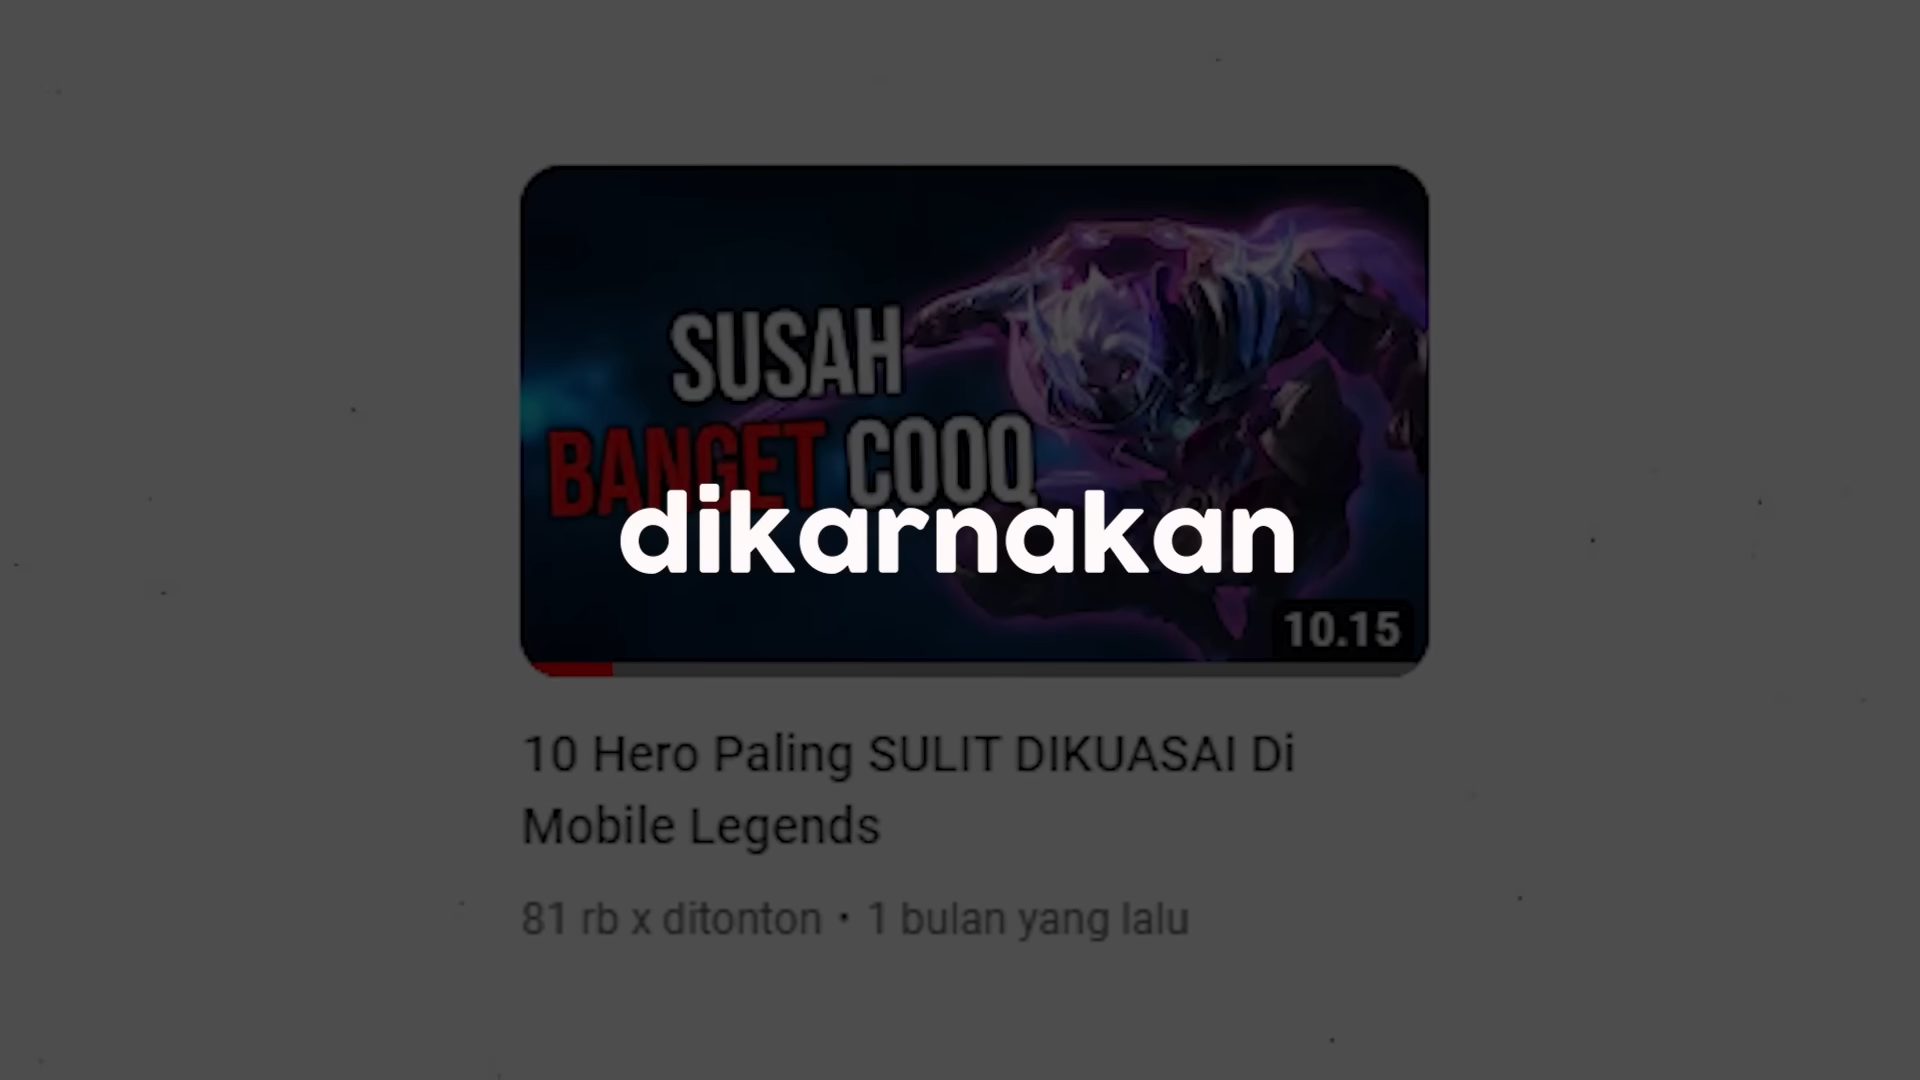 SUSAH
BANGET COOQ
dikarnakan
10.15
10 Hero Paling SULIT DIKUASAI Di
Mobile Legends
81 rb x ditonton • 1 bulan yang lalu